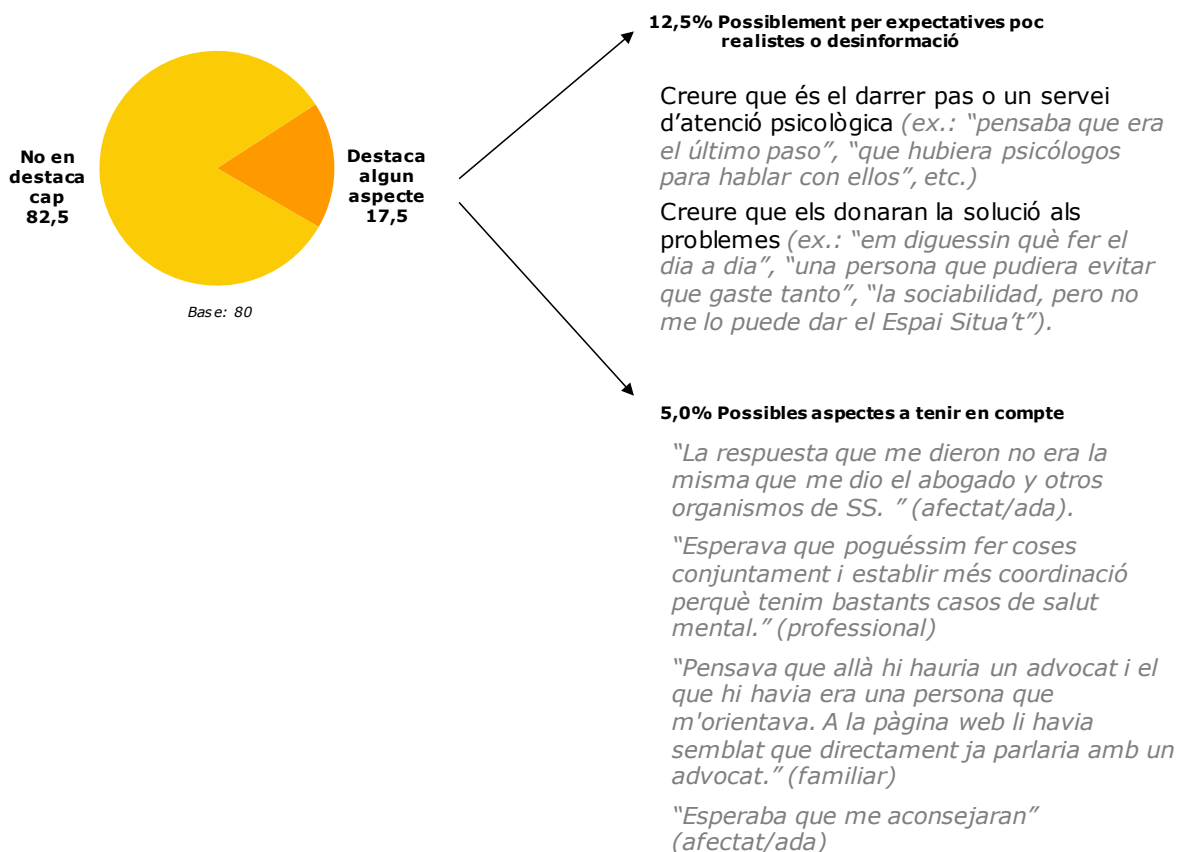 No en
destaca
cap
82,5
Destaca
algun
aspecte
17,5
Base: 80
12,5% Possiblement per expectatives poc
realistes o desinformació
Creure que és el darrer pas o un servei
d’atenció psicològica (ex.: “pensaba que era
el último paso”, “que hubiera psicólogos
para hablar con ellos”, etc.)
Creure que els donaran la solució als
problemes (ex.: “em diguessin què fer el
dia a dia”, “una persona que pudiera evitar
que gaste tanto”, “la sociabilidad, pero no
me lo puede dar el Espai Situa’t”).
5,0% Possibles aspectes a tenir en compte
“La respuesta que me dieron no era la
misma que me dio el abogado y otros
organismos de SS. ” (afectat/ada).
“Esperava que poguéssim fer coses
conjuntament i establir més coordinació
perquè tenim bastants casos de salut
mental.” (professional)
“Pensava que allà hi hauria un advocat i el
que hi havia era una persona que
m'orientava. A la pàgina web li havia
semblat que directament ja parlaria amb un
advocat.” (familiar)
“Esperaba que me aconsejaran”
(afectat/ada)